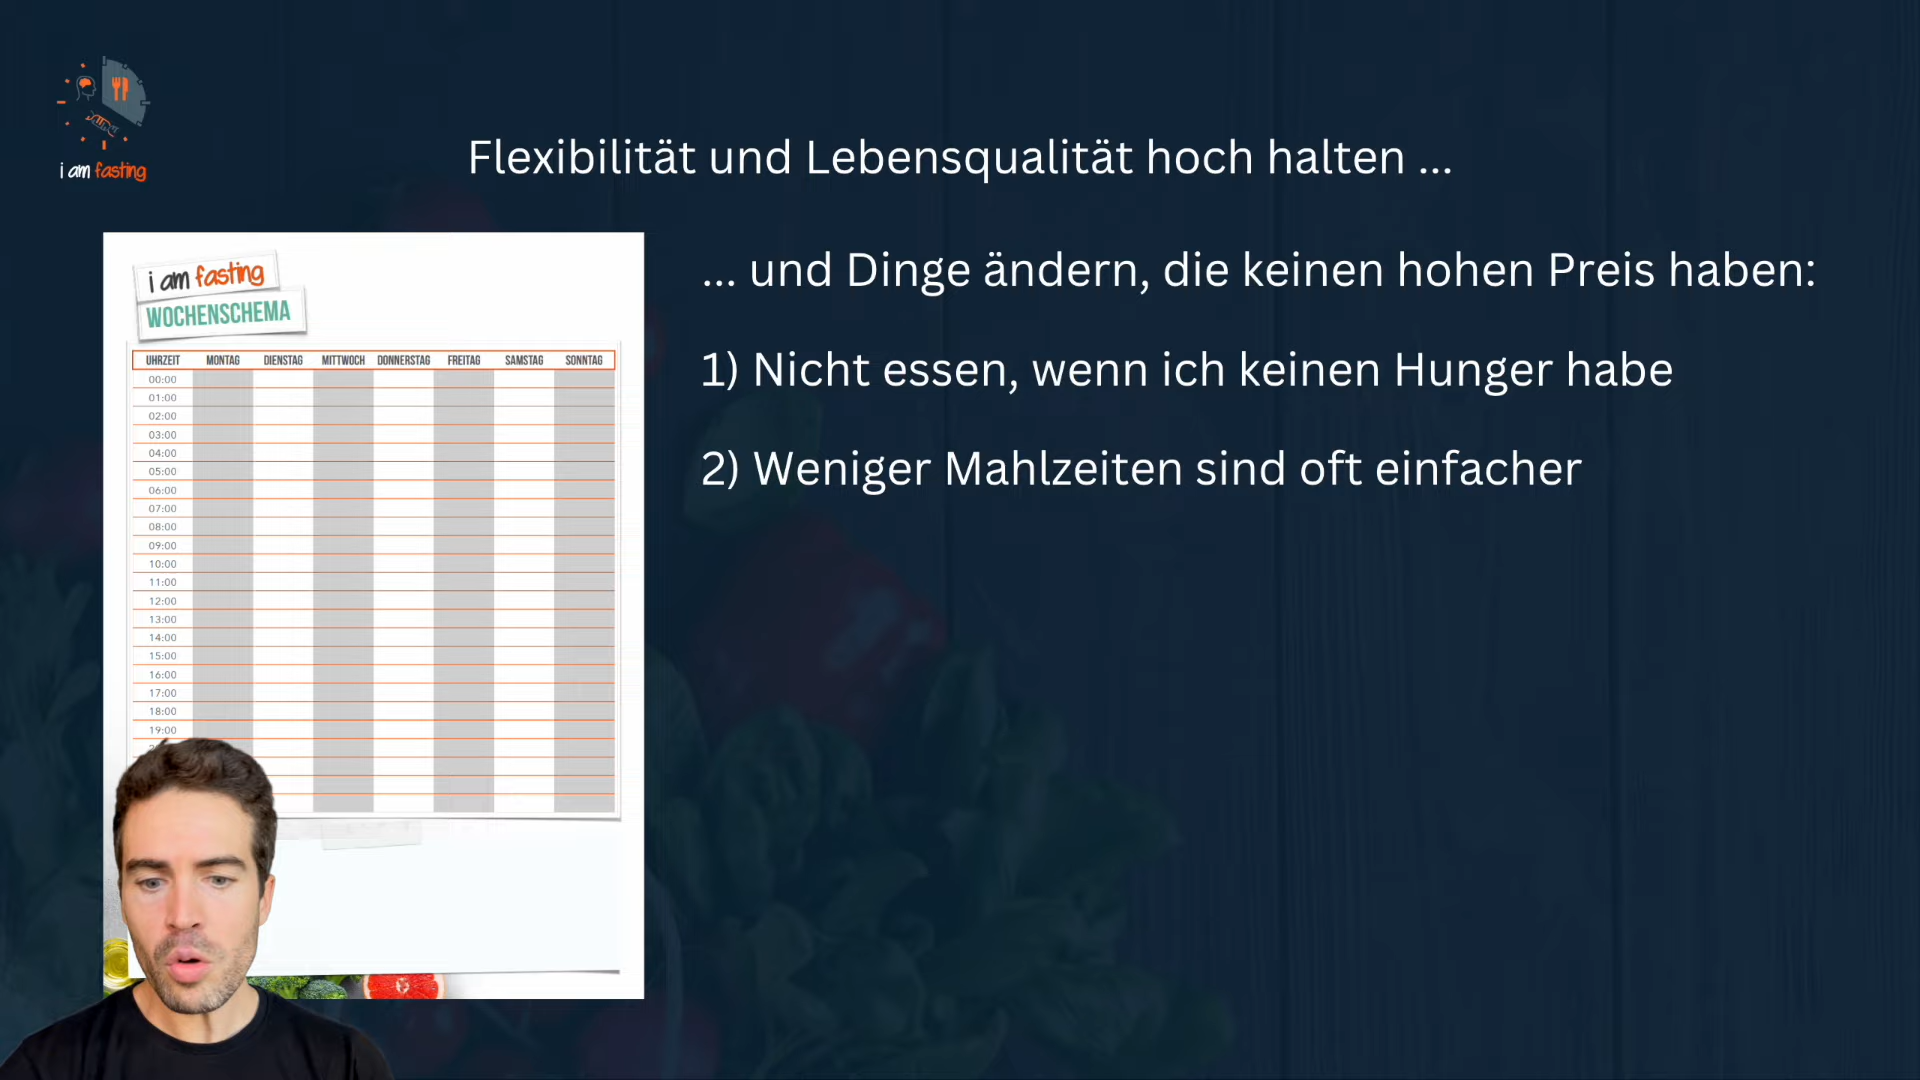 i am fasting
Flexibilität und Lebensqualität hoch halten ...
... und Dinge ändern, die keinen hohen Preis haben:
1) Nicht essen, wenn ich keinen Hunger habe
2) Weniger Mahlzeiten sind oft einfacher
i am fasting
WOCHENSCHEMA
UHRZEIT MONTAG DIENSTAG MITTWOCH DONNERSTAG FREITAG SAMSTAG SONNTAG
00:00
01:00
02:00
03:00
04:00
05:00
06:00
07:00
08:00
09:00
10:00
11:00
12:00
13:00
14:00
15:00
16:00
17:00
18:00
19:00